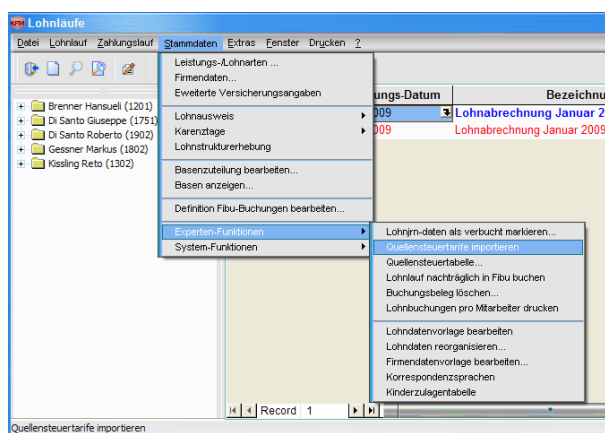 KFM Lohnläufe
Datei Lohnlauf Zahlungslauf Stammdaten Extras Fenster Drucken ?
Leistungs-/Lohnarten ...
Firmendaten...
Eweiterte Versicherungsangaben
Lohnausweis
Karenztage
Lohnstrukturerhebung
Basenzuteilung bearbeiten...
Basen anzeigen...
Definition Fibu-Buchungen bearbeiten...
Experten-Funktionen
System-Funktionen
Brenner Hansueli (1201)
Di Santo Giuseppe (1751)
Di Santo Roberto (1902)
Gessner Markus (1802)
Kissling Reto (1302)
ungs-Datum Bezeichnu
009 Lohnabrechnung Januar 2
009 Lohnabrechnung Januar 2009
Lohnjrn-daten als verbucht markieren...
Quellensteuertarife importieren
Quellensteuertabelle...
Lohnlauf nachträglich in Fibu buchen
Buchungsbeleg löschen...
Lohnbuchungen pro Mitarbeiter drucken
Lohndatenvorlage bearbeiten
Lohndaten reorganisieren...
Firmendatenvorlage bearbeiten...
Korrespondenzsprachen
Kinderzulagentabelle
Record 1
Quellensteuertarife importieren